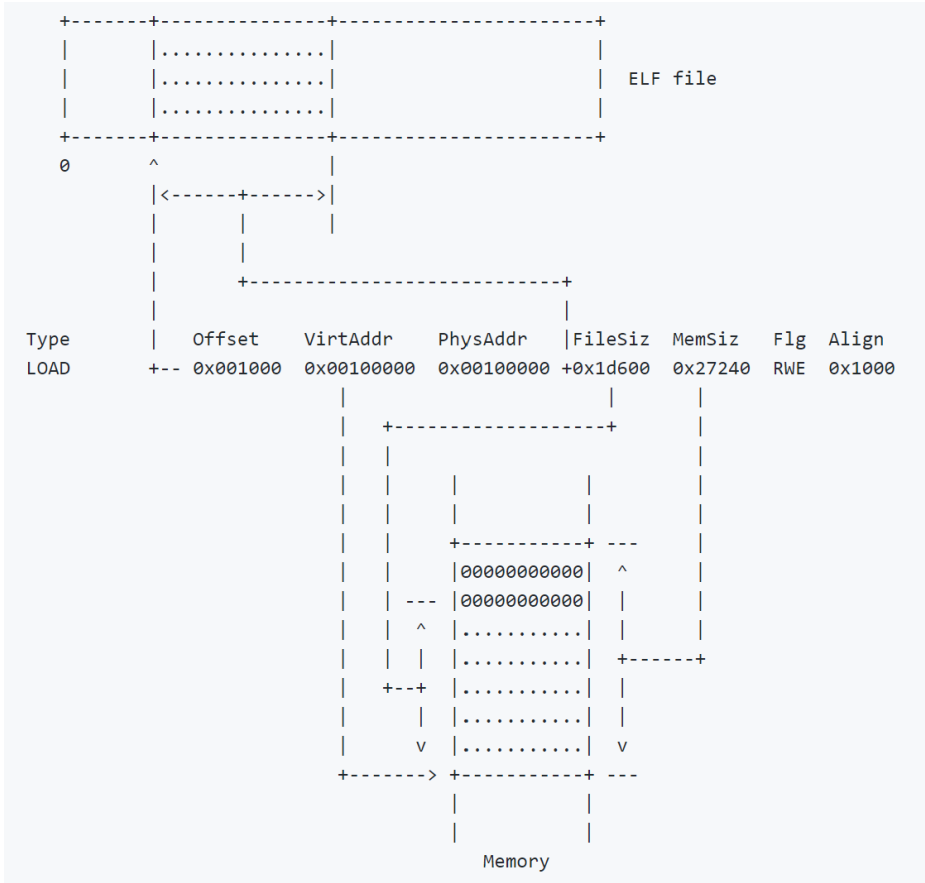 +-------+---------------+-----------------------+
|       |...............|                       |
|       |...............|                       |  ELF file
|       |...............|                       |
+-------+---------------+-----------------------+
0       ^               |
        |<------+------>|
        |       |       |
        |       |
        |       +----------------------------+
        |                                    |
Type           |   Offset    VirtAddr    PhysAddr   |FileSiz  MemSiz   Flg  Align
LOAD           +-- 0x001000  0x00100000  0x00100000 +0x1d600  0x27240  RWE  0x1000
                            |                       |       |
                            |   +-------------------+       |
                            |   |                           |
                            |   |     |           |         |
                            |   |     |           |         |
                            |   |     +-----------+ ---     |
                            |   |     |00000000000|  ^      |
                            |   | --- |00000000000|  |      |
                            |   |  ^  |...........|  |      |
                            |   |  |  |...........|  +------+
                            |   +--+  |...........|  |
                            |      |  |...........|  |
                            |      v  |...........|  v
                            +-------> +-----------+ ---
                                      |           |
                                      |           |
                                         Memory